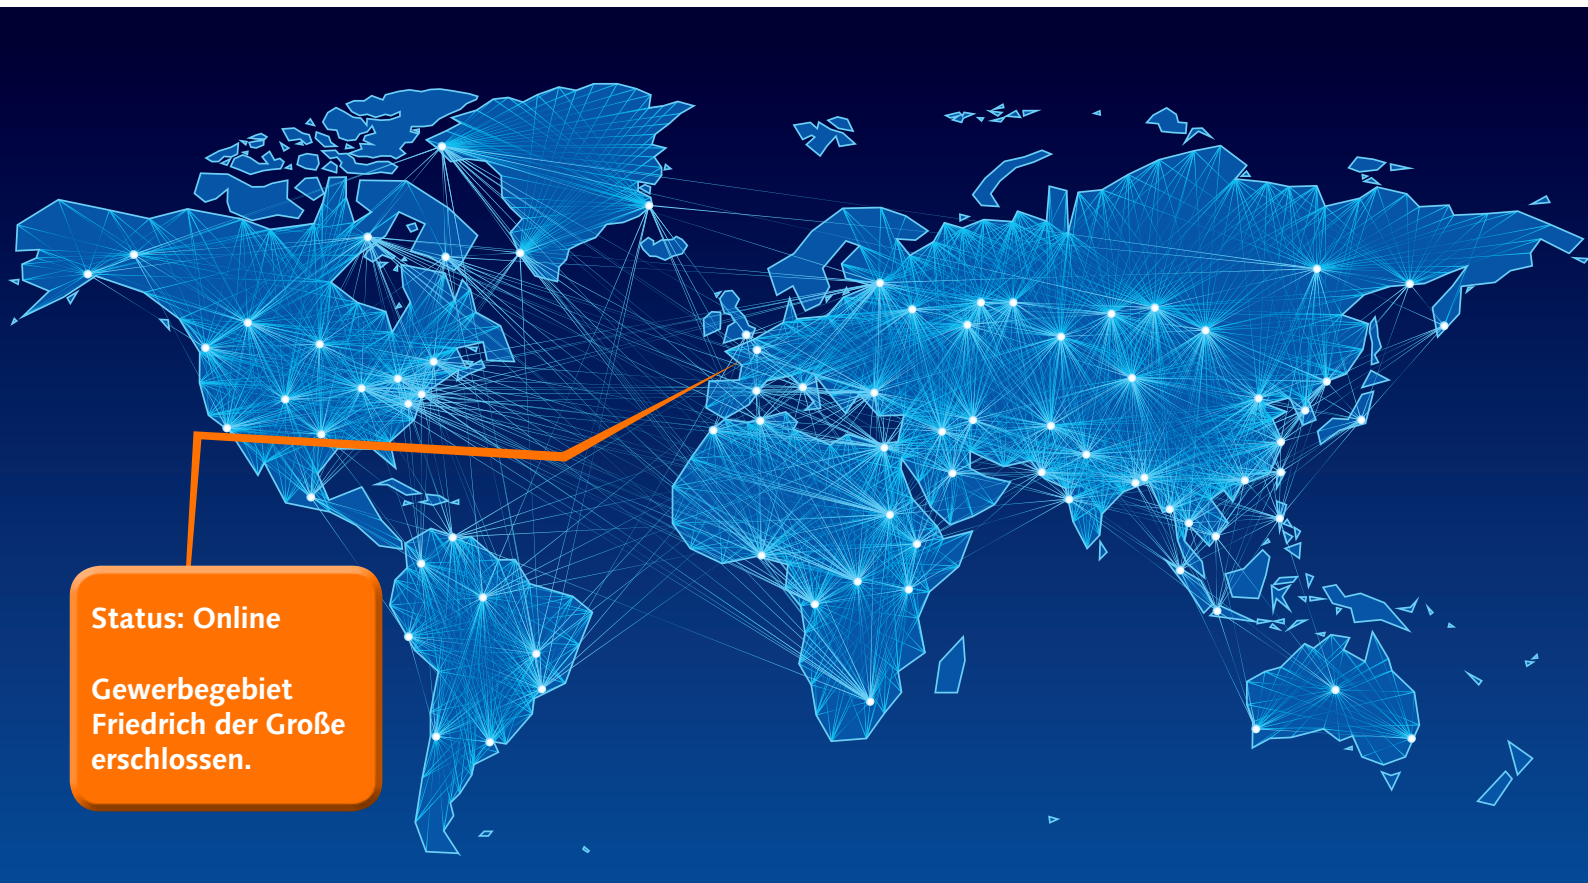 Status: Online
Gewerbegebiet
Friedrich der Große
erschlossen.